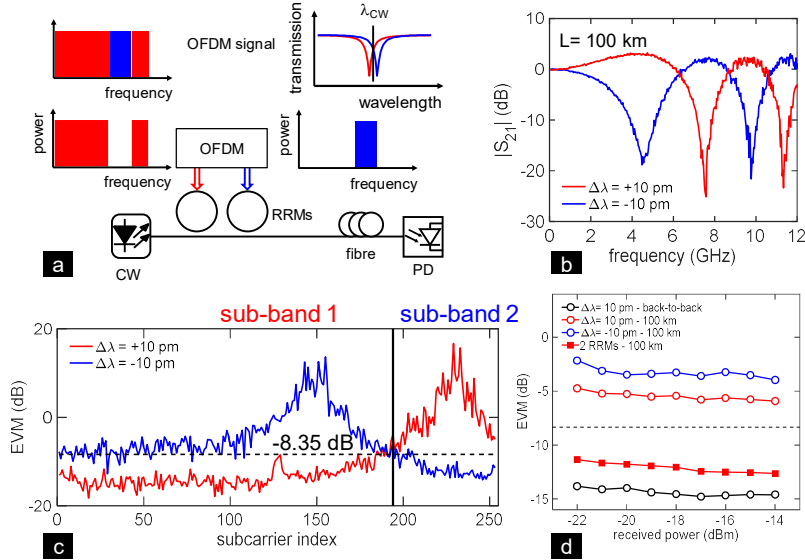 power
OFDM signal
frequency
transmission
λCW
wavelength
power
frequency
OFDM
power
frequency
RRMs
CW
fibre
PD
a
L= 100 km
|S21| (dB)
10
0
-10
-20
-30
Δλ = +10 pm
Δλ = -10 pm
0 2 4 6 8 10 12
frequency (GHz)
b
sub-band 1 sub-band 2
EVM (dB)
20
0
-20
Δλ = +10 pm
Δλ = -10 pm
-8.35 dB
0 50 100 150 200 250
subcarrier index
c
EVM (dB)
0
-5
-10
-15
Δλ= 10 pm - back-to-back
Δλ= 10 pm - 100 km
Δλ= -10 pm - 100 km
2 RRMs - 100 km
-22 -20 -18 -16 -14
received power (dBm)
d